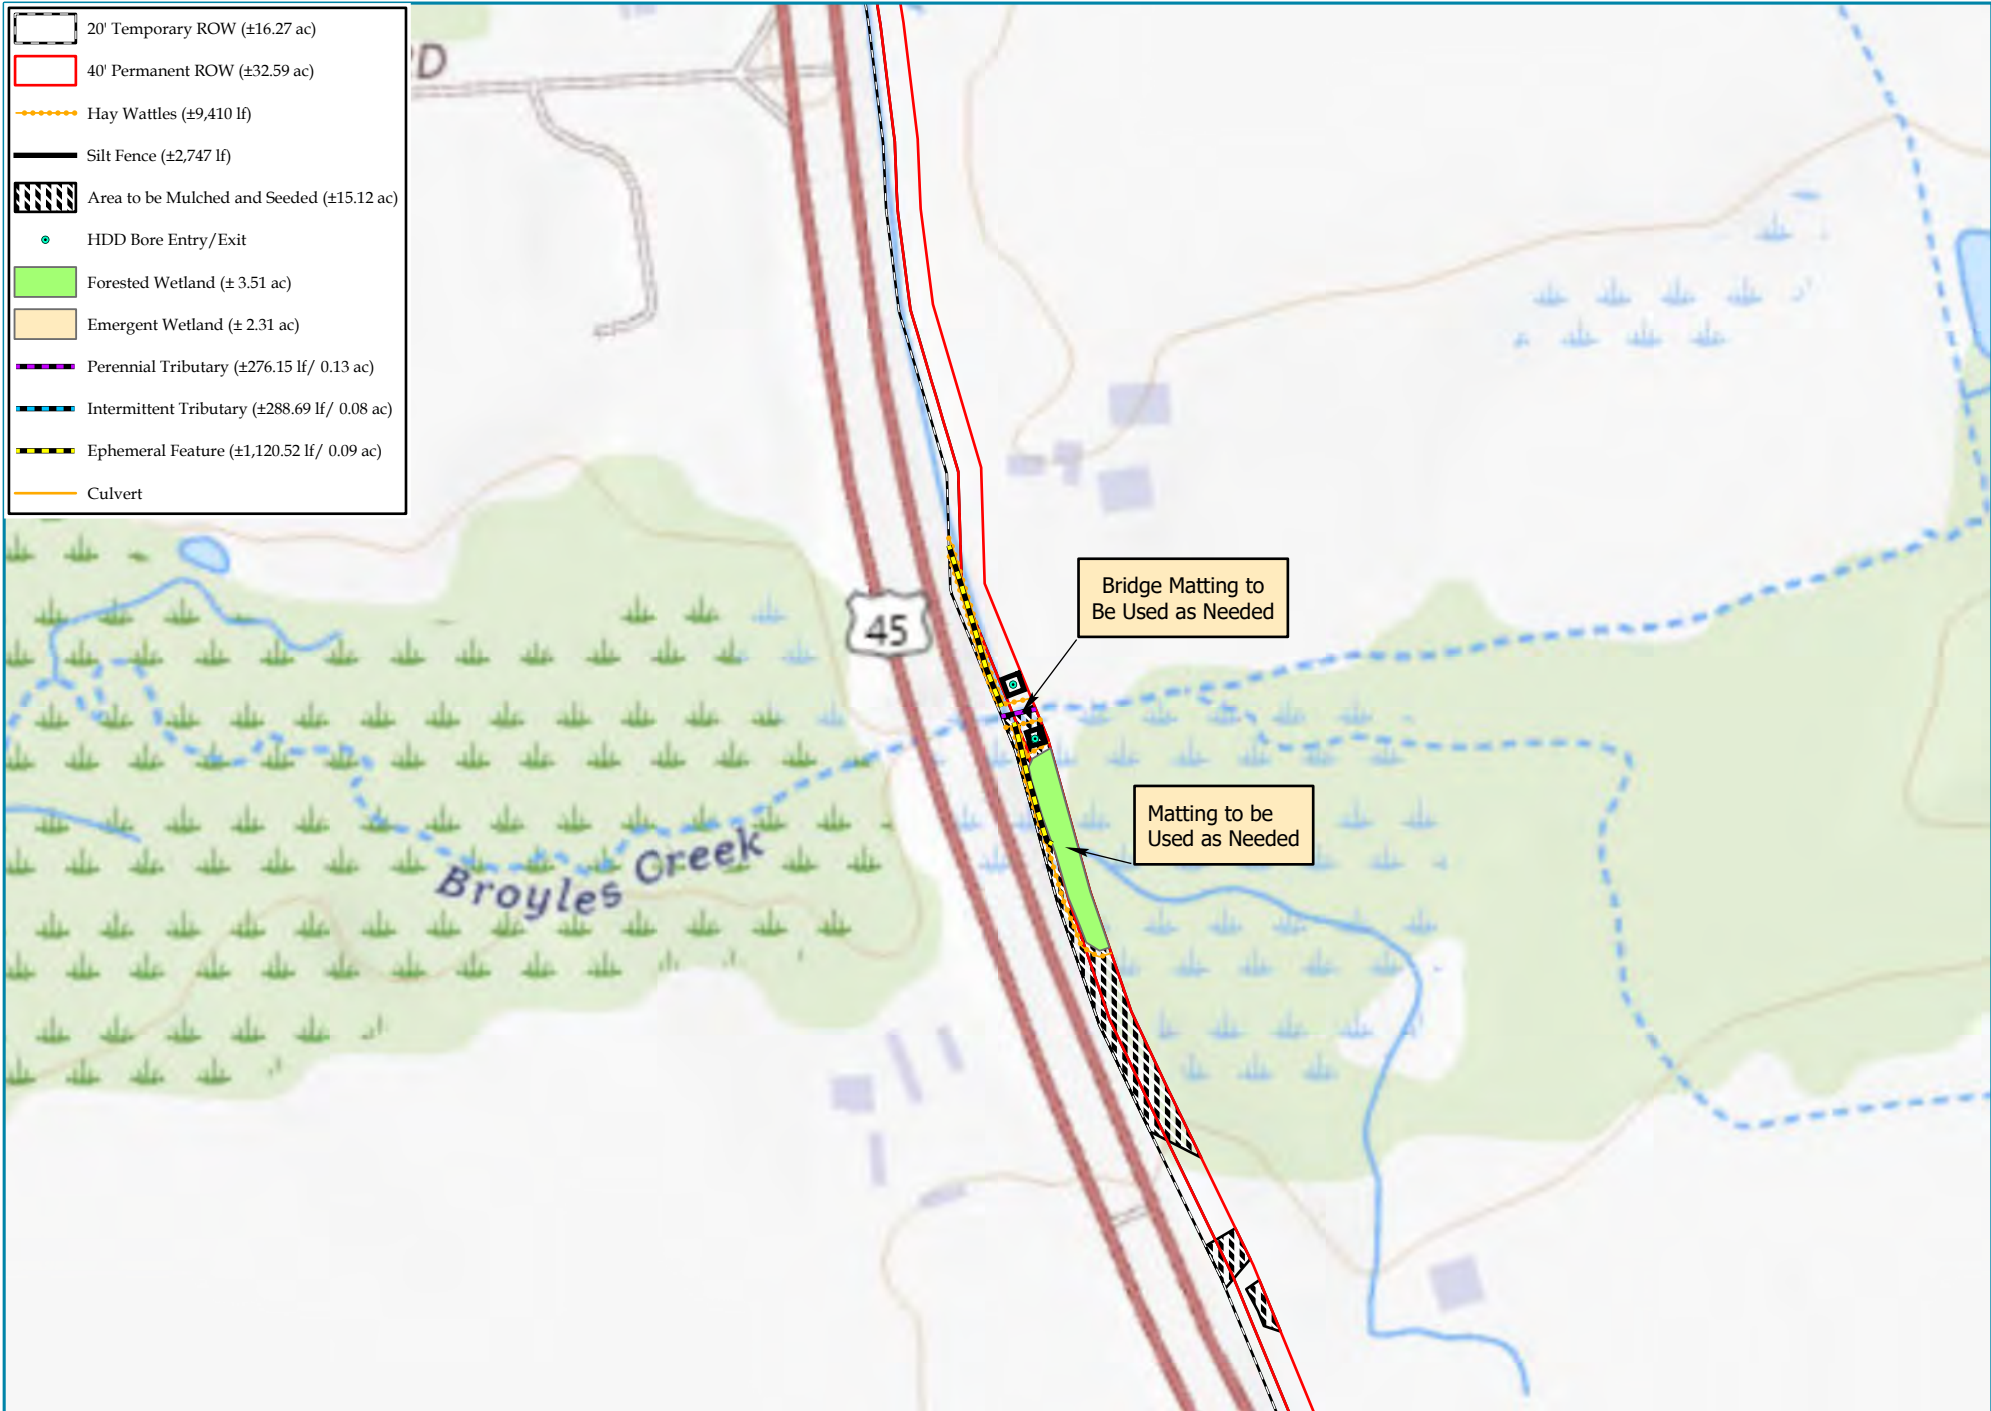 20' Temporary ROW (±16.27 ac)
40' Permanent ROW (±32.59 ac)
Hay Wattles (±9,410 lf)
Silt Fence (±2,747 lf)
Area to be Mulched and Seeded (±15.12 ac)
HDD Bore Entry/Exit
Forested Wetland (± 3.51 ac)
Emergent Wetland (± 2.31 ac)
Perennial Tributary (±276.15 lf/ 0.13 ac)
Intermittent Tributary (±288.69 lf/ 0.08 ac)
Ephemeral Feature (±1,120.52 lf/ 0.09 ac)
Culvert
Bridge Matting to
Be Used as Needed
45
Matting to be
Used as Needed
Broyles Creek